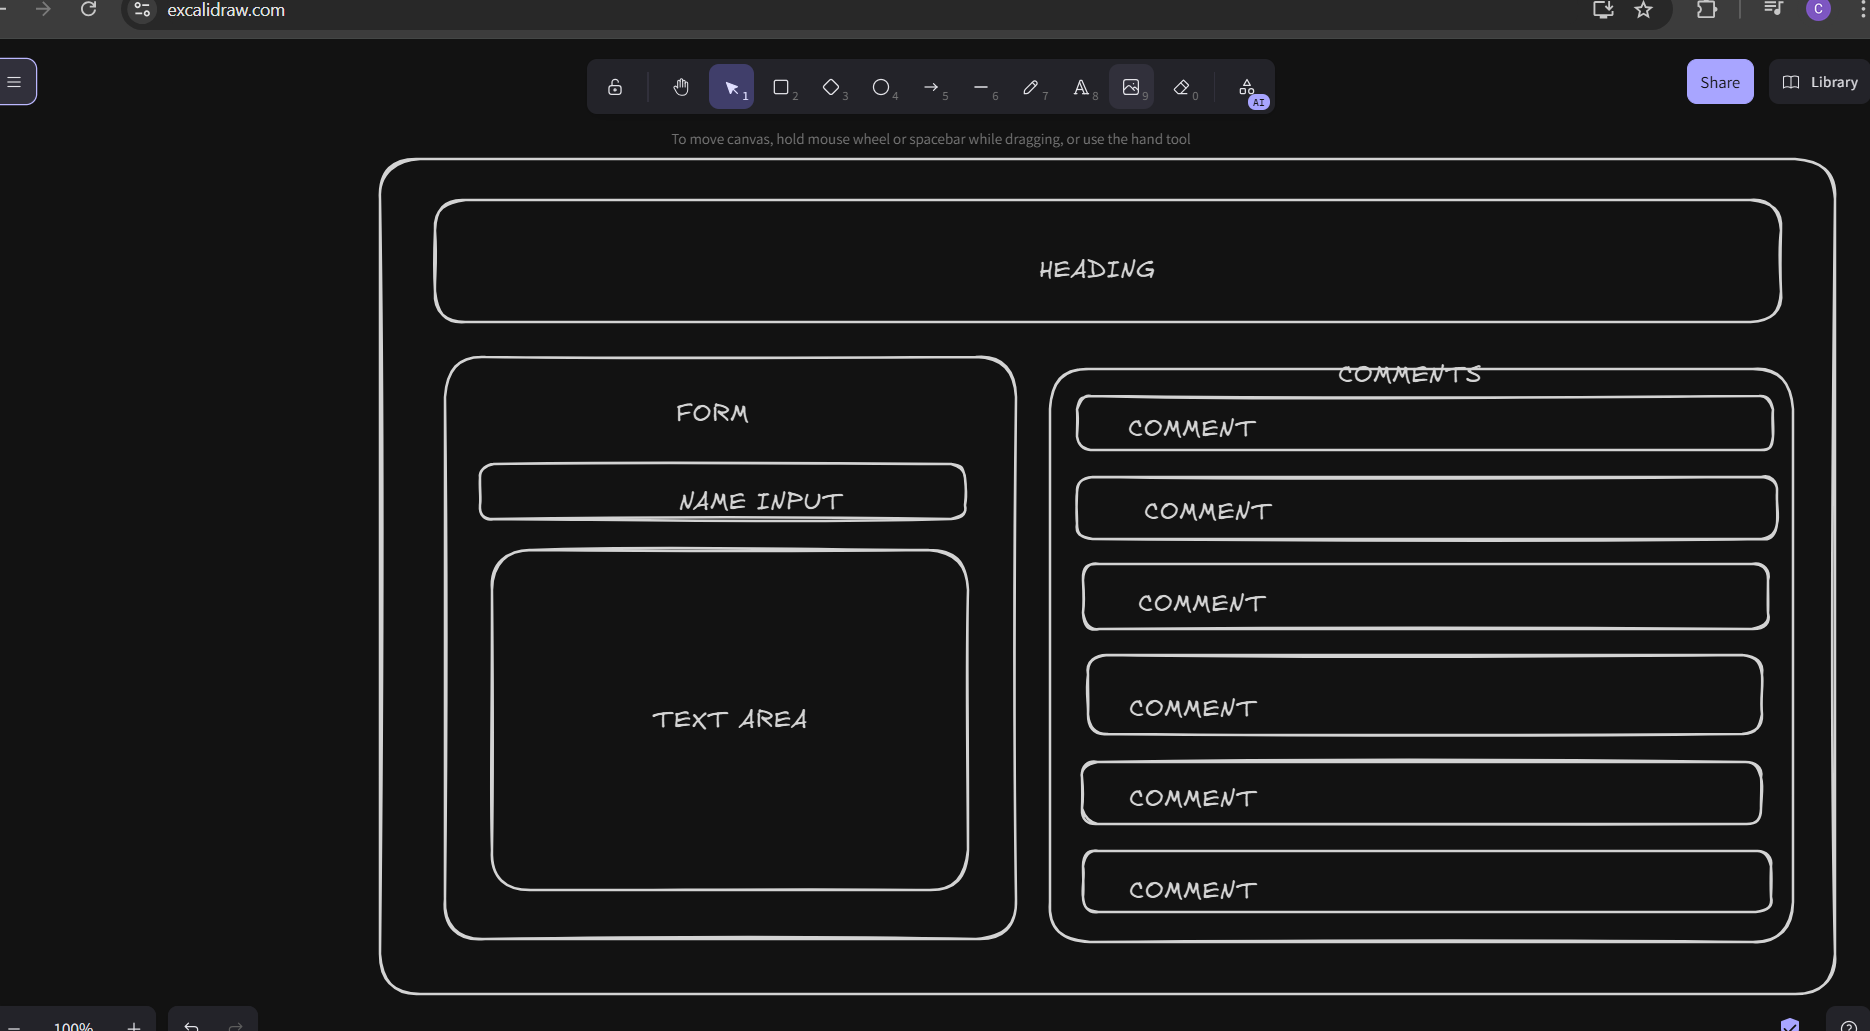 excalidraw.com
C
1
2
3
4
5
6
7
A 8
9
0
AI
Share
Library
To move canvas, hold mouse wheel or spacebar while dragging, or use the hand tool
HEADING
FORM
NAME INPUT
TEXT AREA
COMMENTS
COMMENT
COMMENT
COMMENT
COMMENT
COMMENT
COMMENT
100%